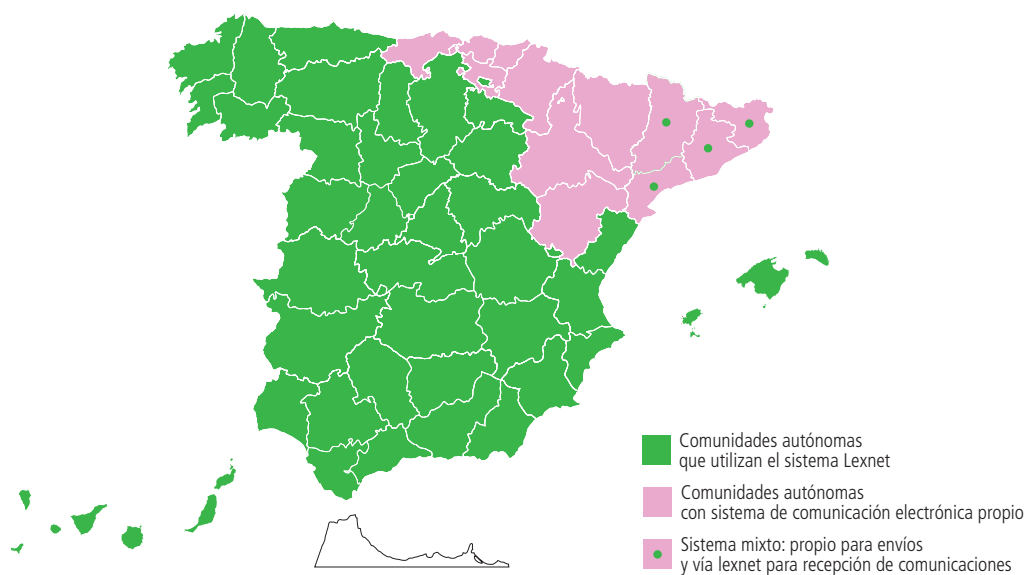 Comunidades autónomas
que utilizan el sistema Lexnet
Comunidades autónomas
con sistema de comunicación electrónica propio
Sistema mixto: propio para envíos
y vía lexnet para recepción de comunicaciones